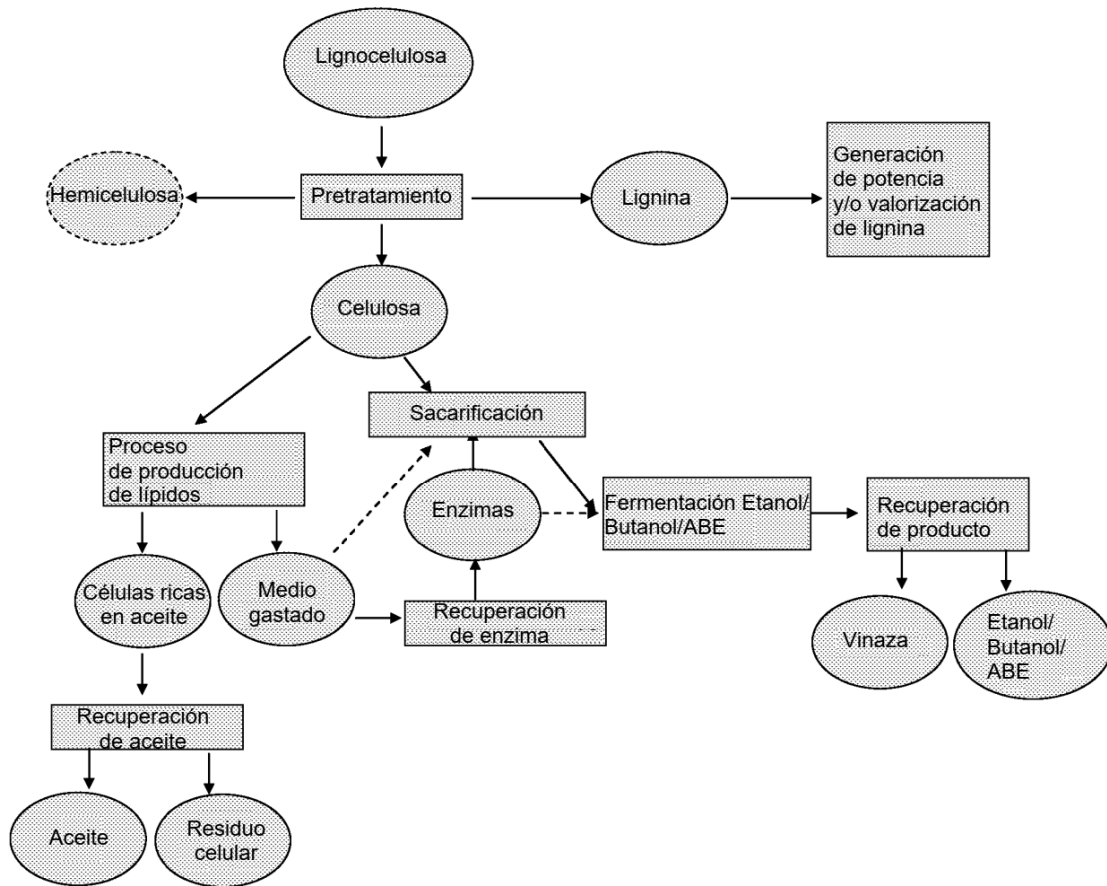 Lignocelulosa
Hemicelulosa
Pretratamiento
Lignina
Generación
de potencia
y/o valorización
de lignina
Celulosa
Sacarificación
Proceso
de producción
de lípidos
Enzimas
Fermentación Etanol/
Butanol/ABE
Recuperación
de producto
Células ricas
en aceite
Medio
gastado
Recuperación
de enzima
Vinaza
Etanol/
Butanol/
ABE
Recuperación
de aceite
Aceite
Residuo
celular